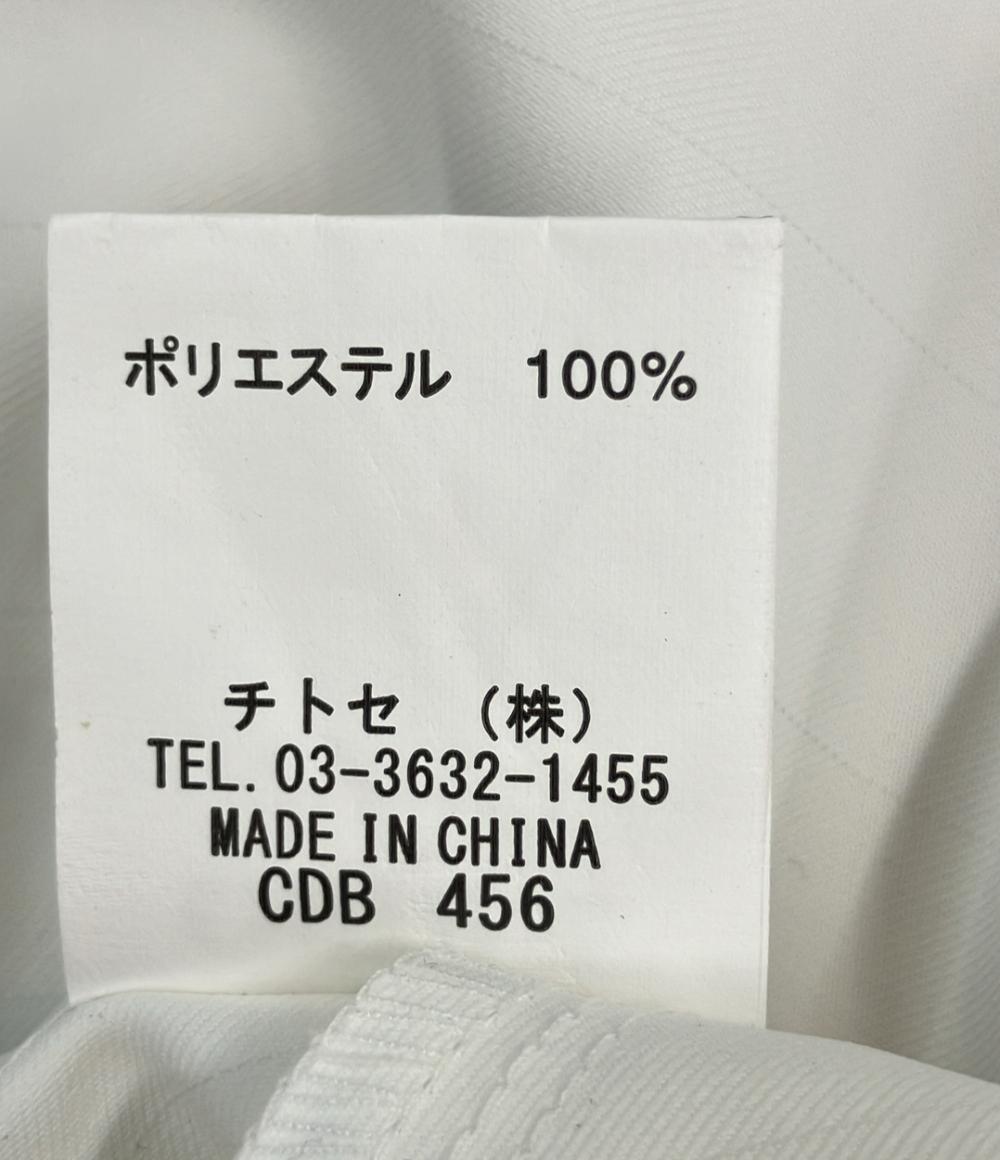 ポリエステル　100%
チトセ　（株）
TEL. 03-3632-1455
MADE IN CHINA
CDB　456